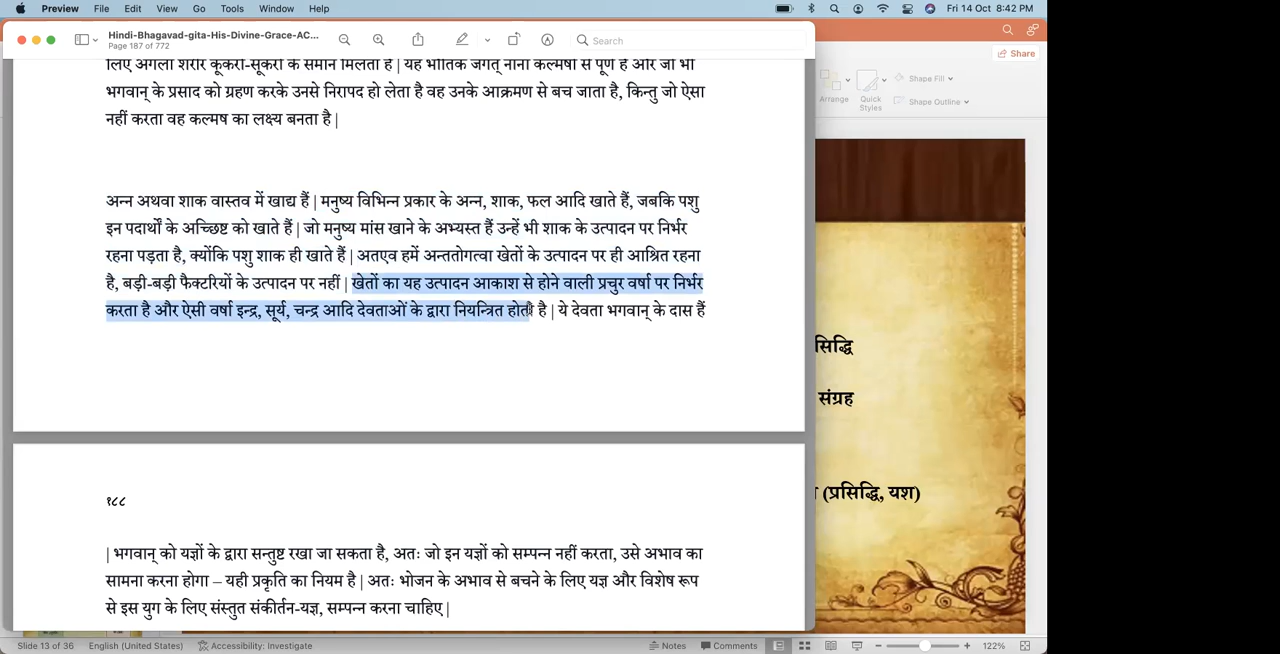 Preview File Edit View Go Tools Window Help
Fri 14 Oct 8:42 PM
Hindi-Bhagavad-gita-His-Divine-Grace-AC...
Page 187 of 772
Search
Share
Arrange
Quick Styles
Shape Fill
Shape Outline
लिए अगला शरीर कूकरों-सूकरों के समान मिलता है | यह भौतिक जगत् नाना कल्मषों से पूर्ण है और जो भी
भगवान् के प्रसाद को ग्रहण करके उनसे निरापद हो लेता है वह उनके आक्रमण से बच जाता है, किन्तु जो ऐसा
नहीं करता वह कल्मष का लक्ष्य बनता है |
अन्न अथवा शाक वास्तव में खाद्य हैं | मनुष्य विभिन्न प्रकार के अन्न, शाक, फल आदि खाते हैं, जबकि पशु
इन पदार्थों के अच्छिष्ट को खाते हैं | जो मनुष्य मांस खाने के अभ्यस्त हैं उन्हें भी शाक के उत्पादन पर निर्भर
रहना पड़ता है, क्योंकि पशु शाक ही खाते हैं | अतएव हमें अन्ततोगत्वा खेतों के उत्पादन पर ही आश्रित रहना
है, बड़ी-बड़ी फैक्टरियों के उत्पादन पर नहीं | खेतों का यह उत्पादन आकाश से होने वाली प्रचुर वर्षा पर निर्भर
करता है और ऐसी वर्षा इन्द्र, सूर्य, चन्द्र आदि देवताओं के द्वारा नियन्त्रित होती है | ये देवता भगवान् के दास हैं
१८८
| भगवान् को यज्ञों के द्वारा सन्तुष्ट रखा जा सकता है, अतः जो इन यज्ञों को सम्पन्न नहीं करता, उसे अभाव का
सामना करना होगा – यही प्रकृति का नियम है | अतः भोजन के अभाव से बचने के लिए यज्ञ और विशेष रूप
से इस युग के लिए संस्तुत संकीर्तन-यज्ञ, सम्पन्न करना चाहिए |
सिद्धि
संग्रह
(प्रसिद्धि, यश)
Slide 13 of 36
English (United States)
Accessibility: Investigate
Notes
Comments
122%